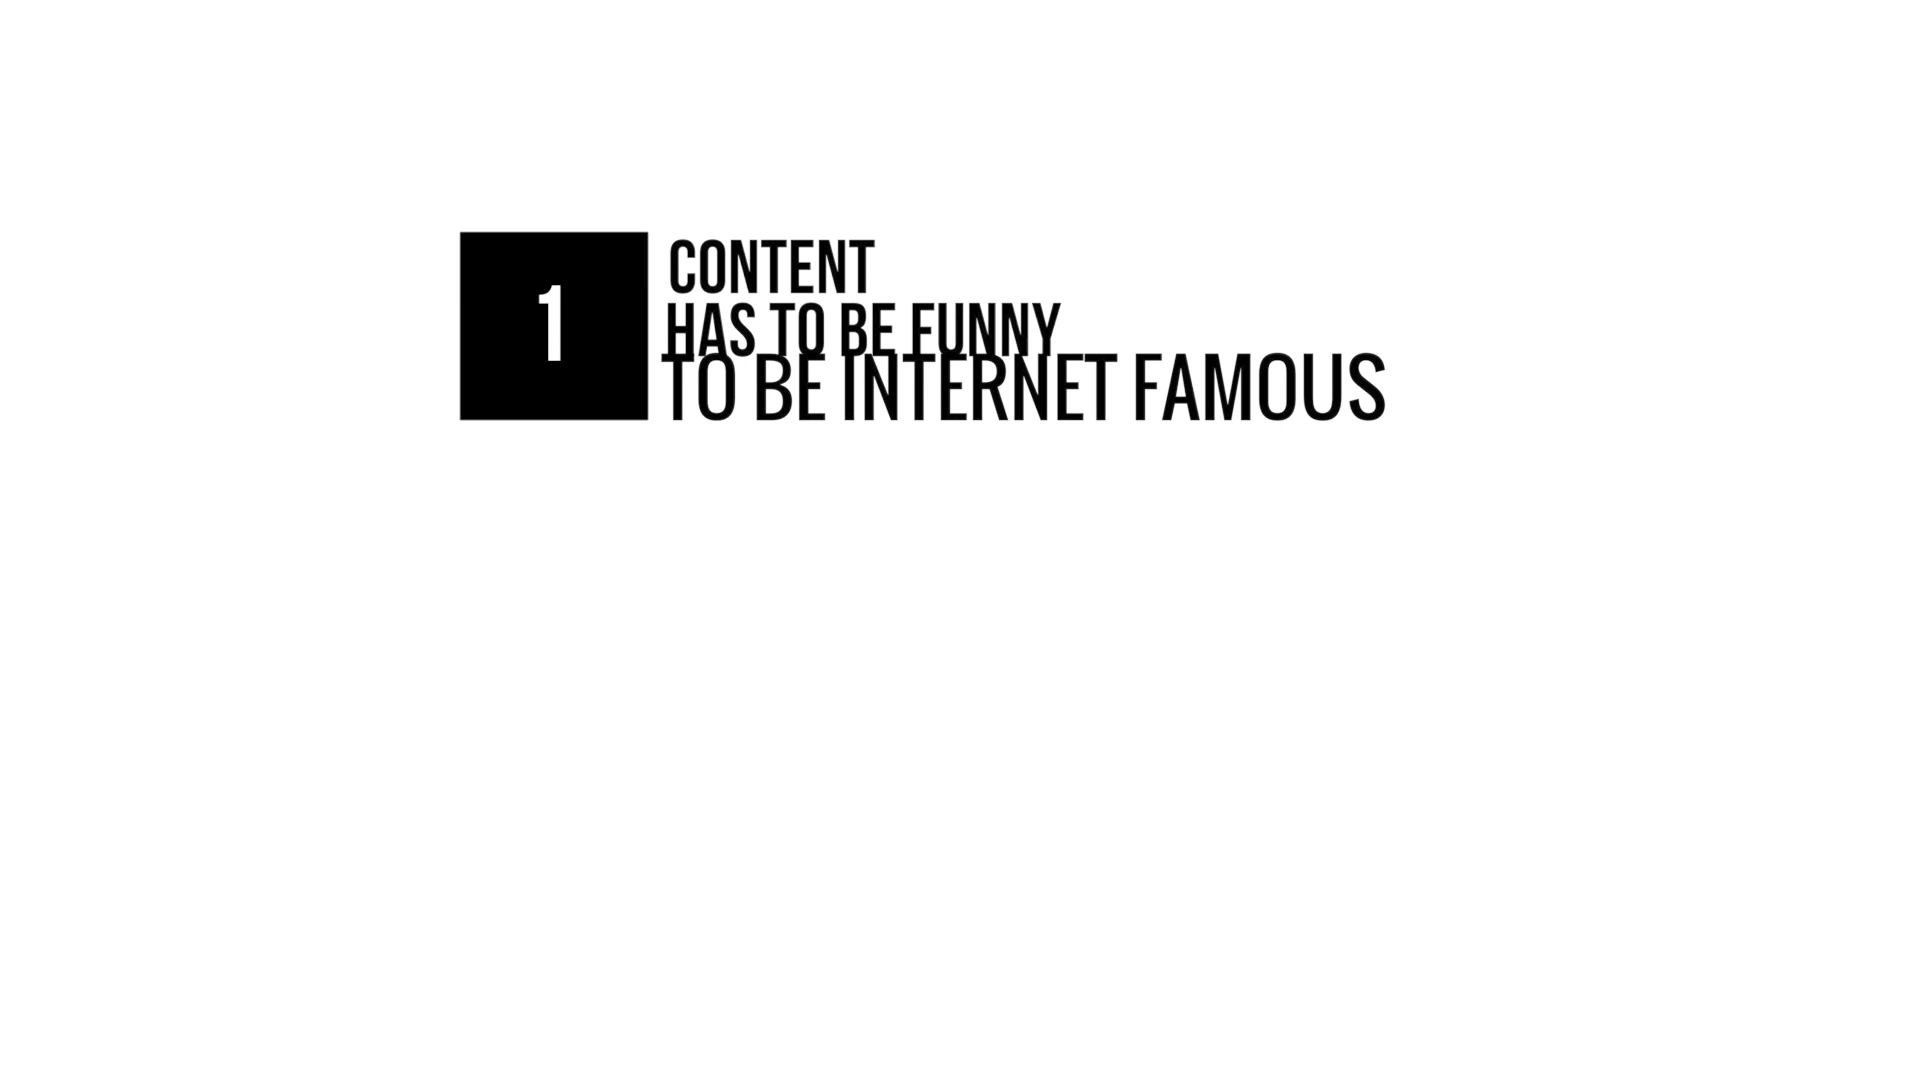 1
CONTENT
HAS TO BE FUNNY
TO BE INTERNET FAMOUS